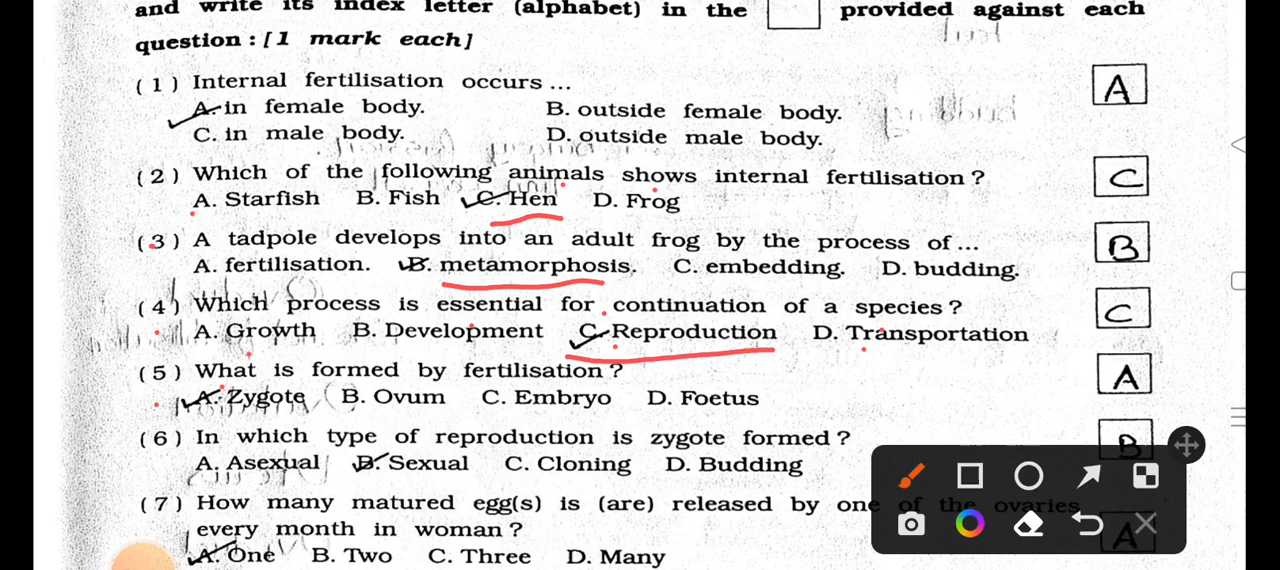 and write its index letter (alphabet) in the provided against each
question : [1 mark each]
(1) Internal fertilisation occurs ... A
A. in female body. B. outside female body.
C. in male body. D. outside male body.
(2) Which of the following animals shows internal fertilisation ? C
A. Starfish B. Fish C. Hen D. Frog
(3) A tadpole develops into an adult frog by the process of ... B
A. fertilisation. B. metamorphosis. C. embedding. D. budding.
(4) Which process is essential for continuation of a species ? C
A. Growth B. Development C. Reproduction D. Transportation
(5) What is formed by fertilisation ? A
A. Zygote B. Ovum C. Embryo D. Foetus
(6) In which type of reproduction is zygote formed ? B
A. Asexual B. Sexual C. Cloning D. Budding
(7) How many matured egg(s) is (are) released by one of the ovaries
every month in woman ? A
A. One B. Two C. Three D. Many